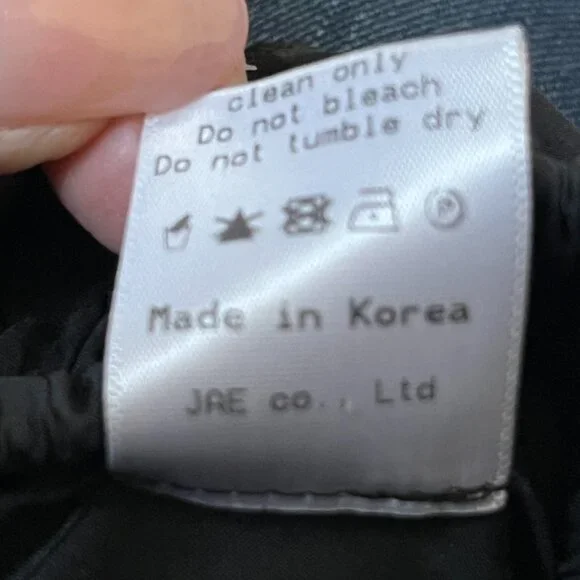 clean only
Do not bleach
Do not tumble dry
Made in Korea
JAE co., Ltd